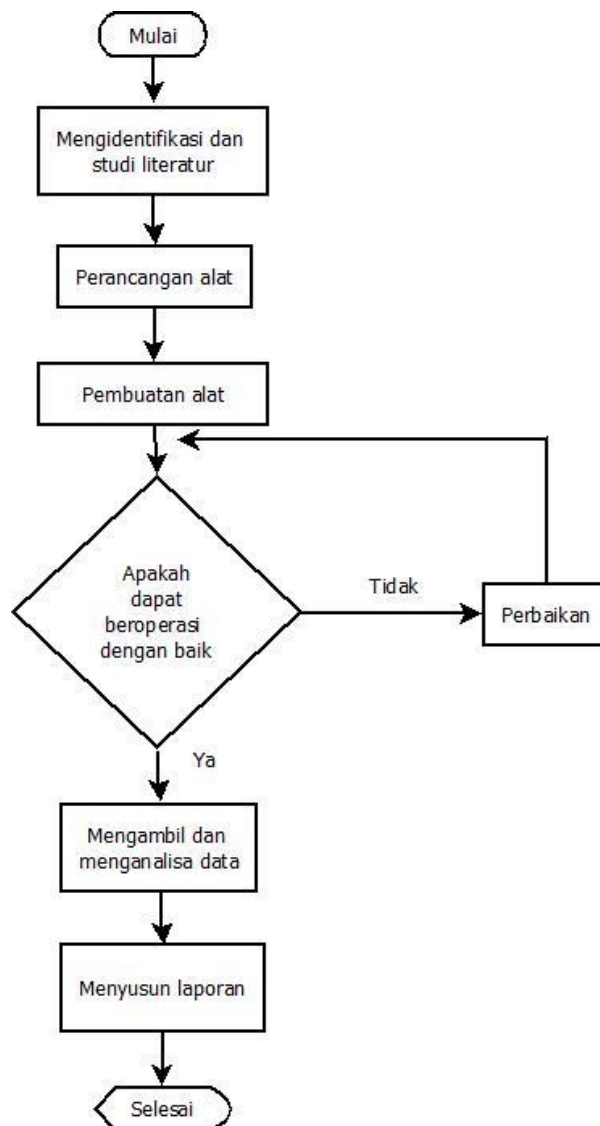 Mulai
Mengidentifikasi dan
studi literatur
Perancangan alat
Pembuatan alat
Apakah
dapat
beroperasi
dengan baik
Tidak
Perbaikan
Ya
Mengambil dan
menganalisa data
Menyusun laporan
Selesai